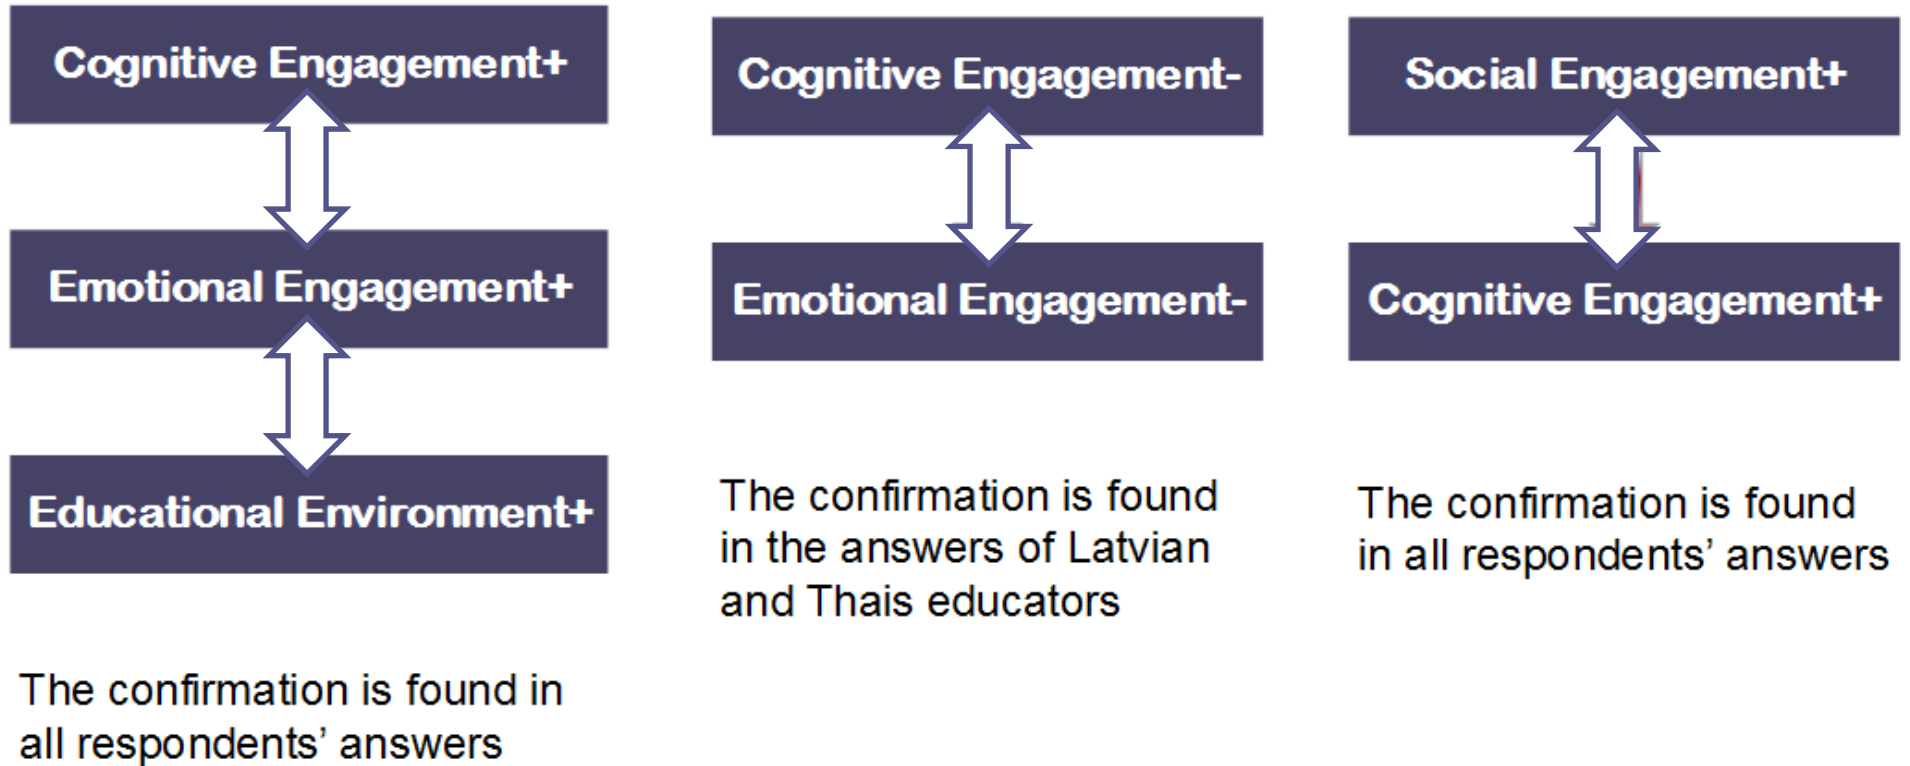 Cognitive Engagement+
Emotional Engagement+
Educational Environment+
The confirmation is found in
all respondents’ answers
Cognitive Engagement-
Emotional Engagement-
The confirmation is found
in the answers of Latvian
and Thais educators
Social Engagement+
Cognitive Engagement+
The confirmation is found
in all respondents’ answers